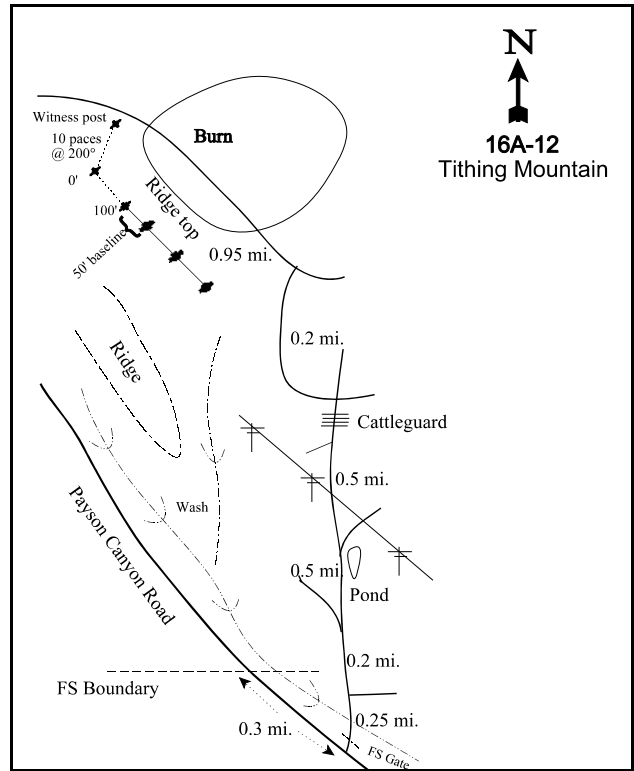 N
16A-12
Tithing Mountain
Witness post
10 paces
@ 200°
0'
100'
50' baseline
Burn
Ridge top
0.95 mi.
0.2 mi.
Ridge
Cattleguard
0.5 mi.
Wash
Payson Canyon Road
0.5 mi.
Pond
0.2 mi.
FS Boundary
0.25 mi.
0.3 mi.
FS Gate